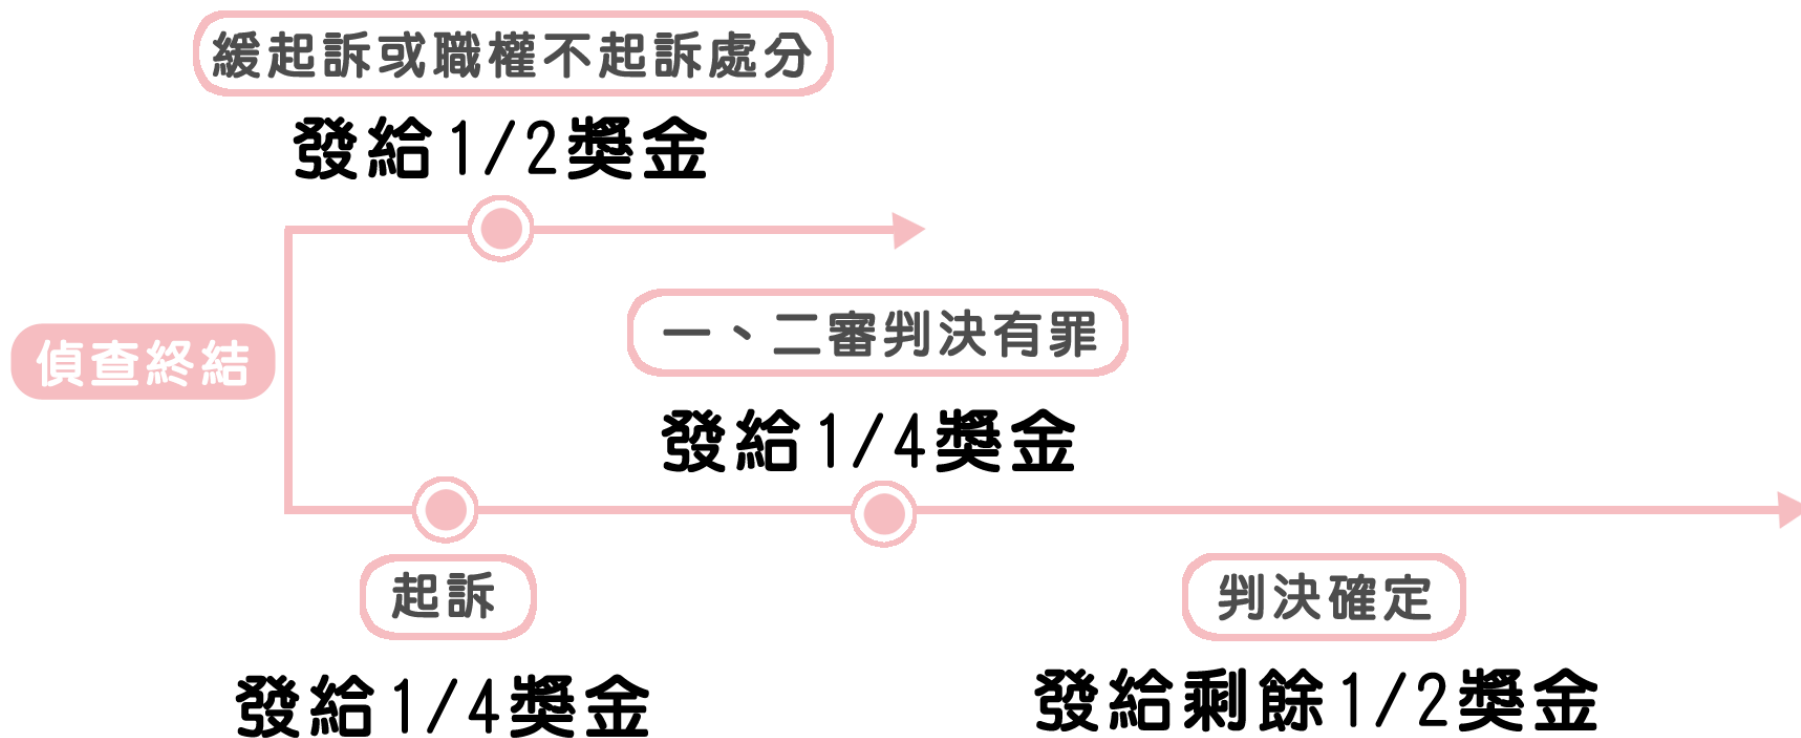 緩起訴或職權不起訴處分
發給1/2獎金
一、二審判決有罪
偵查終結
發給1/4獎金
起訴
判決確定
發給1/4獎金
發給剩餘1/2獎金